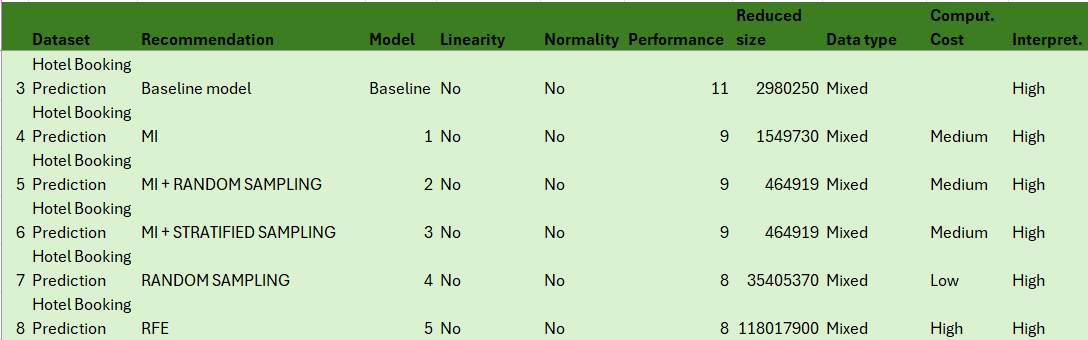 Reduced Comput.
Dataset Recommendation Model Linearity Normality Performance size Data type Cost Interpret.
Hotel Booking
3 Prediction Baseline model Baseline No No 11 2980250 Mixed High
Hotel Booking
4 Prediction MI 1 No No 9 1549730 Mixed Medium High
Hotel Booking
5 Prediction MI + RANDOM SAMPLING 2 No No 9 464919 Mixed Medium High
Hotel Booking
6 Prediction MI + STRATIFIED SAMPLING 3 No No 9 464919 Mixed Medium High
Hotel Booking
7 Prediction RANDOM SAMPLING 4 No No 8 35405370 Mixed Low High
Hotel Booking
8 Prediction RFE 5 No No 8 118017900 Mixed High High